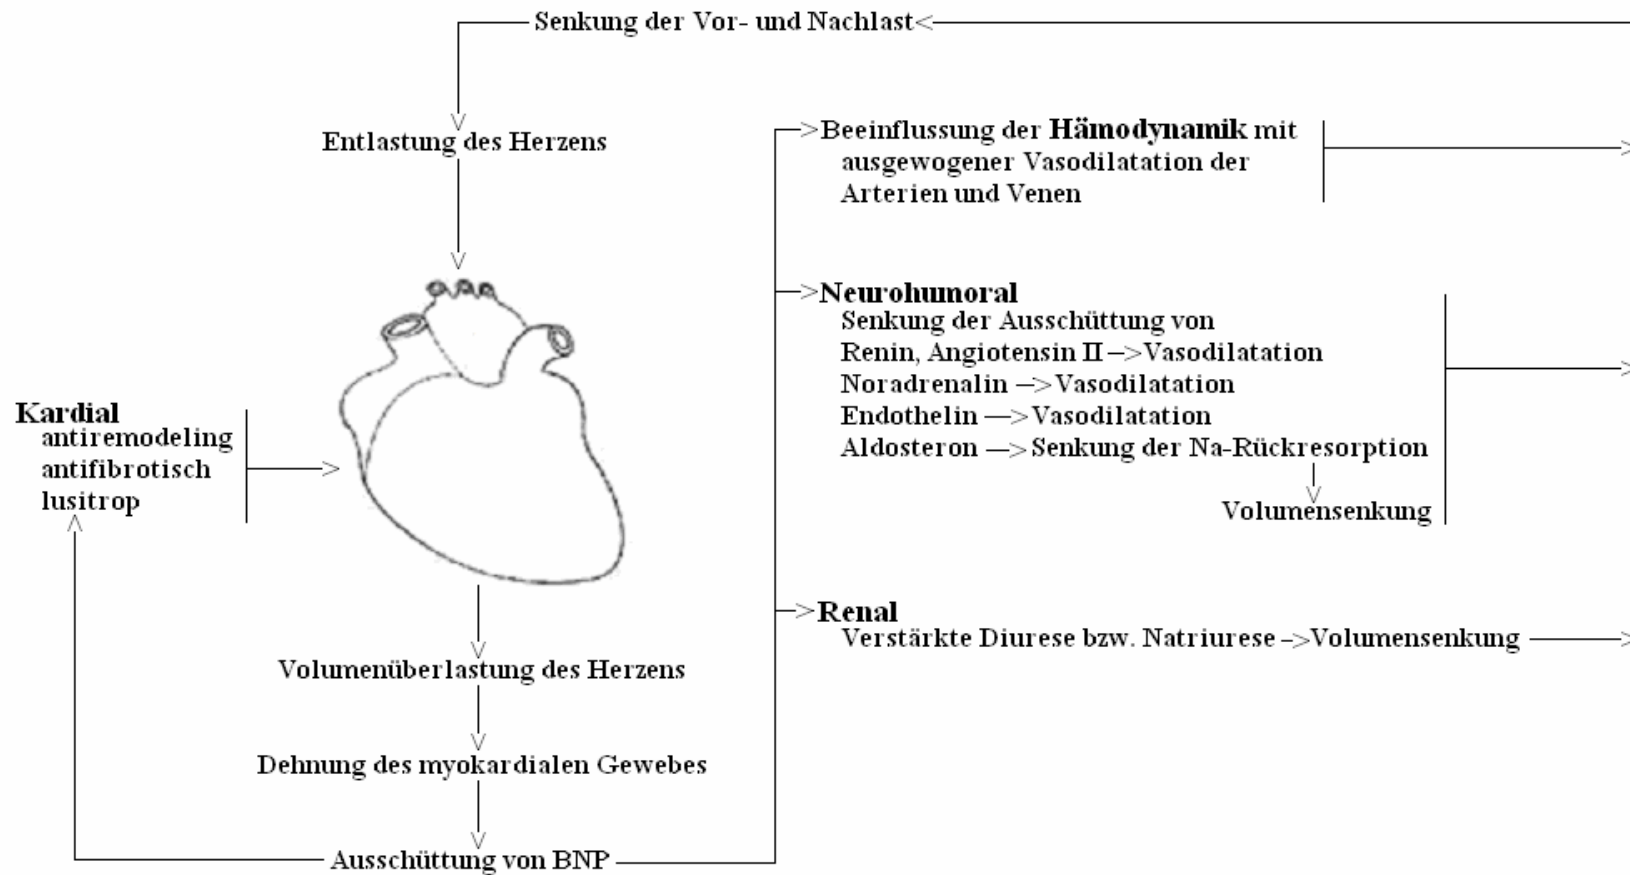 Senkung der Vor- und Nachlast
Entlastung des Herzens
Beeinflussung der Hämodynamik mit
ausgewogener Vasodilatation der
Arterien und Venen
Neurohumoral
Senkung der Ausschüttung von
Renin, Angiotensin II –>Vasodilatation
Noradrenalin —>Vasodilatation
Endothelin —>Vasodilatation
Aldosteron —>Senkung der Na-Rückresorption
Volumensenkung
Kardial
antiremodeling
antifibrotisch
lusitrop
Renal
Verstärkte Diurese bzw. Natriurese –>Volumensenkung
Volumenüberlastung des Herzens
Dehnung des myokardialen Gewebes
Ausschüttung von BNP